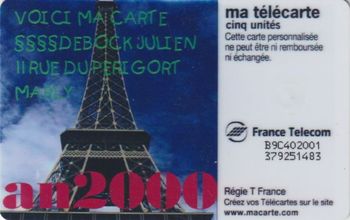 VOICI MA CARTE
§§§§DEBOCK JULIEN
11 RUE DU PERIGORT
MARLY
an2000
ma télécarte
cinq unités
Cette carte personnalisée
ne peut être ni remboursée
ni échangée.
France Telecom
B9C402001
379251483
Régie T France
Créez vos Télécartes sur le site
www.macarte.com